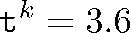 t^k = 3.6